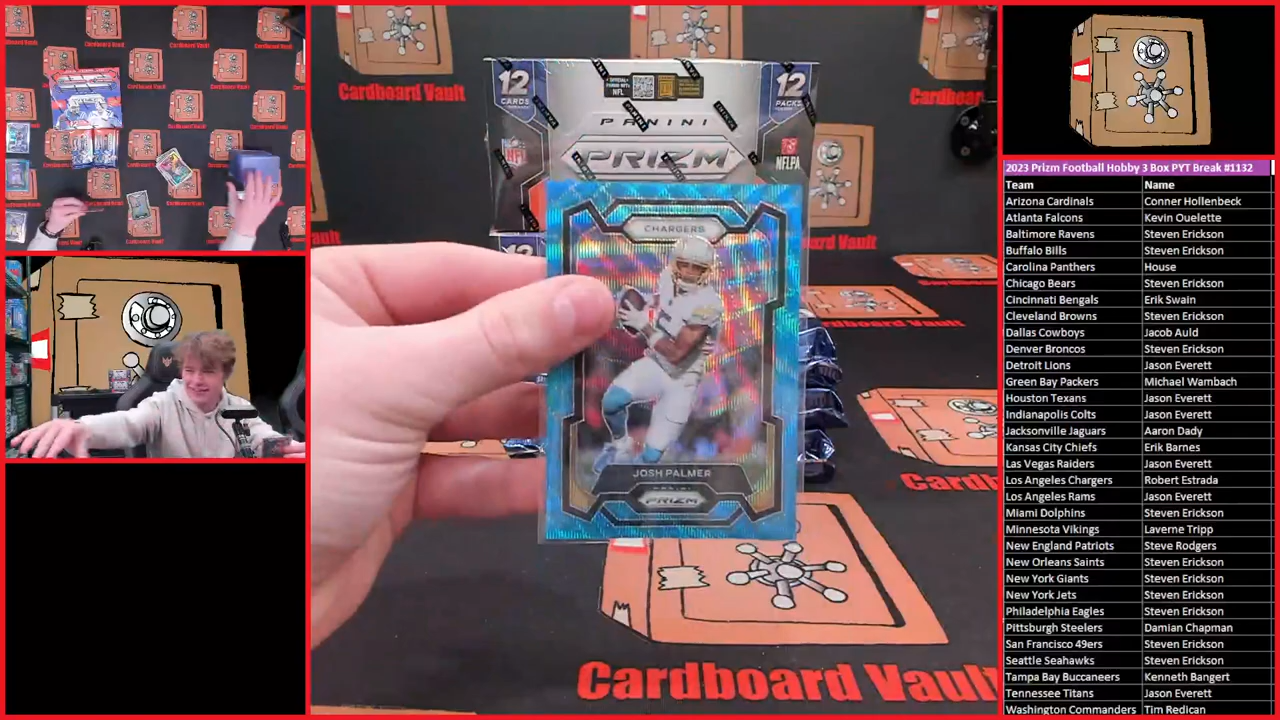 Cardboard Vault
Cardboard Vault
12
CARDS
12
PACKS
PANINI
PRIZM
NFL
NFLPA
CHARGERS
JOSH PALMER
PANINI
PRIZM
Cardboard Vault
2023 Prizm Football Hobby 3 Box PYT Break #1132
Team Name
Arizona Cardinals Conner Hollenbeck
Atlanta Falcons Kevin Ouelette
Baltimore Ravens Steven Erickson
Buffalo Bills Steven Erickson
Carolina Panthers House
Chicago Bears Steven Erickson
Cincinnati Bengals Erik Swain
Cleveland Browns Steven Erickson
Dallas Cowboys Jacob Auld
Denver Broncos Steven Erickson
Detroit Lions Jason Everett
Green Bay Packers Michael Wambach
Houston Texans Jason Everett
Indianapolis Colts Jason Everett
Jacksonville Jaguars Aaron Dady
Kansas City Chiefs Erik Barnes
Las Vegas Raiders Jason Everett
Los Angeles Chargers Robert Estrada
Los Angeles Rams Jason Everett
Miami Dolphins Steven Erickson
Minnesota Vikings Laverne Tripp
New England Patriots Steve Rodgers
New Orleans Saints Steven Erickson
New York Giants Steven Erickson
New York Jets Steven Erickson
Philadelphia Eagles Steven Erickson
Pittsburgh Steelers Damian Chapman
San Francisco 49ers Steven Erickson
Seattle Seahawks Steven Erickson
Tampa Bay Buccaneers Kenneth Bangert
Tennessee Titans Jason Everett
Washington Commanders Tim Redican